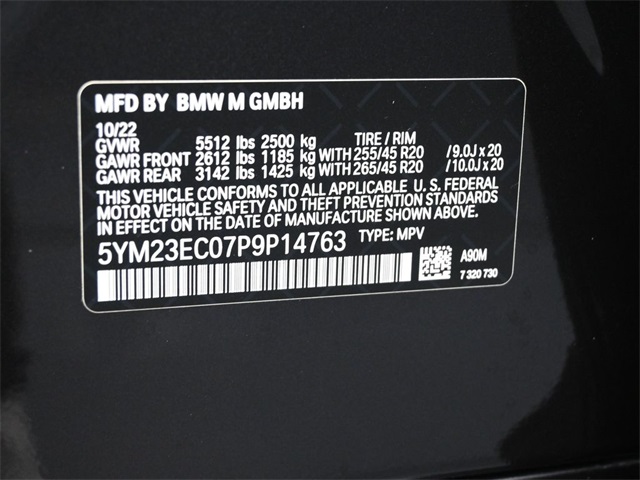 MFD BY BMW M GMBH
10/22
GVWR 5512 lbs 2500 kg TIRE / RIM
GAWR FRONT 2612 lbs 1185 kg WITH 255/45 R20 /9.0J x 20
GAWR REAR 3142 lbs 1425 kg WITH 265/45 R20 /10.0J x 20
THIS VEHICLE CONFORMS TO ALL APPLICABLE U. S. FEDERAL
MOTOR VEHICLE SAFETY AND THEFT PREVENTION STANDARDS
IN EFFECT ON THE DATE OF MANUFACTURE SHOWN ABOVE.
5YM23EC07P9P14763 TYPE: MPV
A90M
7 320 730